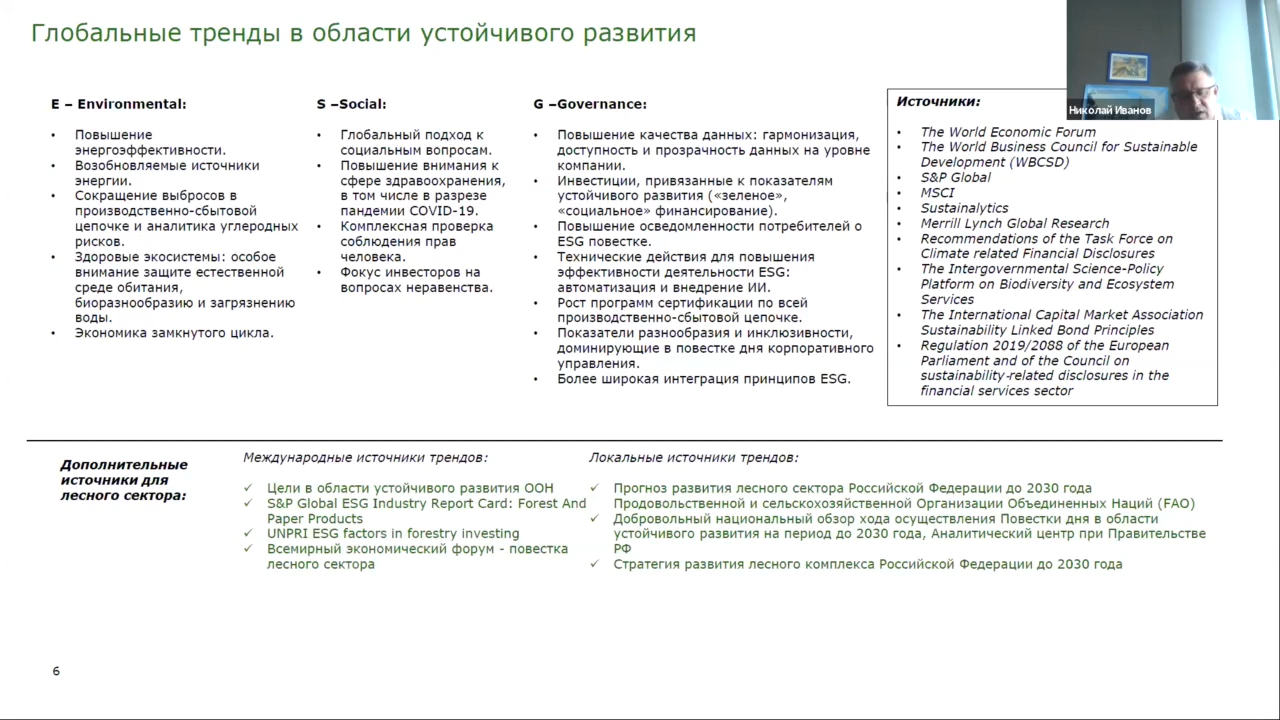 Глобальные тренды в области устойчивого развития
Николай Иванов
E – Environmental:
• Повышение
энергоэффективности.
• Возобновляемые источники
энергии.
• Сокращение выбросов в
производственно-сбытовой
цепочке и аналитика углеродных
рисков.
• Здоровые экосистемы: особое
внимание защите естественной
среде обитания,
биоразнообразию и загрязнению
воды.
• Экономика замкнутого цикла.
S –Social:
• Глобальный подход к
социальным вопросам.
• Повышение внимания к
сфере здравоохранения,
в том числе в разрезе
пандемии COVID-19.
• Комплексная проверка
соблюдения прав
человека.
• Фокус инвесторов на
вопросах неравенства.
G –Governance:
• Повышение качества данных: гармонизация,
доступность и прозрачность данных на уровне
компании.
• Инвестиции, привязанные к показателям
устойчивого развития («зеленое»,
«социальное» финансирование).
• Повышение осведомленности потребителей о
ESG повестке.
• Технические действия для повышения
эффективности деятельности ESG:
автоматизация и внедрение ИИ.
• Рост программ сертификации по всей
производственно-сбытовой цепочке.
• Показатели разнообразия и инклюзивности,
доминирующие в повестке дня корпоративного
управления.
• Более широкая интеграция принципов ESG.
Источники:
• The World Economic Forum
• The World Business Council for Sustainable
Development (WBCSD)
• S&P Global
• MSCI
• Sustainalytics
• Merrill Lynch Global Research
• Recommendations of the Task Force on
Climate related Financial Disclosures
• The Intergovernmental Science-Policy
Platform on Biodiversity and Ecosystem
Services
• The International Capital Market Association
Sustainability Linked Bond Principles
• Regulation 2019/2088 of the European
Parliament and of the Council on
sustainability-related disclosures in the
financial services sector
Дополнительные
источники для
лесного сектора:
Международные источники трендов:
✓ Цели в области устойчивого развития ООН
✓ S&P Global ESG Industry Report Card: Forest And
Paper Products
✓ UNPRI ESG factors in forestry investing
✓ Всемирный экономический форум - повестка
лесного сектора
Локальные источники трендов:
✓ Прогноз развития лесного сектора Российской Федерации до 2030 года
Продовольственной и сельскохозяйственной Организации Объединенных Наций (FAO)
✓ Добровольный национальный обзор хода осуществления Повестки дня в области
устойчивого развития на период до 2030 года, Аналитический центр при Правительстве
РФ
✓ Стратегия развития лесного комплекса Российской Федерации до 2030 года
6